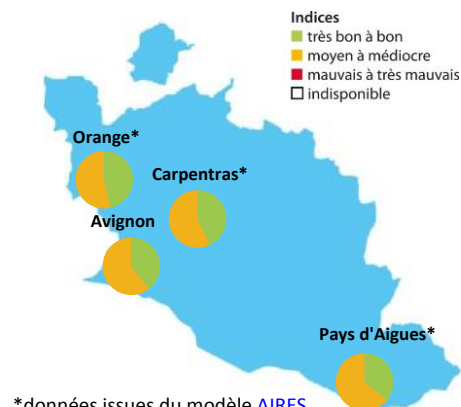 Indices
très bon à bon
moyen à médiocre
mauvais à très mauvais
indisponible
Orange*
Carpentras*
Avignon
Pays d'Aigues*
*données issues du modèle AIRES